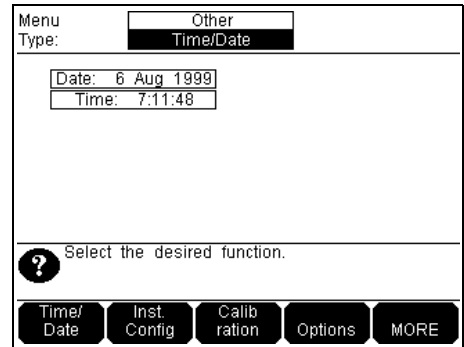 Menu Other
Type: Time/Date
Date: 6 Aug 1999
Time: 7:11:48
? Select the desired function.
Time/ Inst. Calib
Date Config ration Options MORE